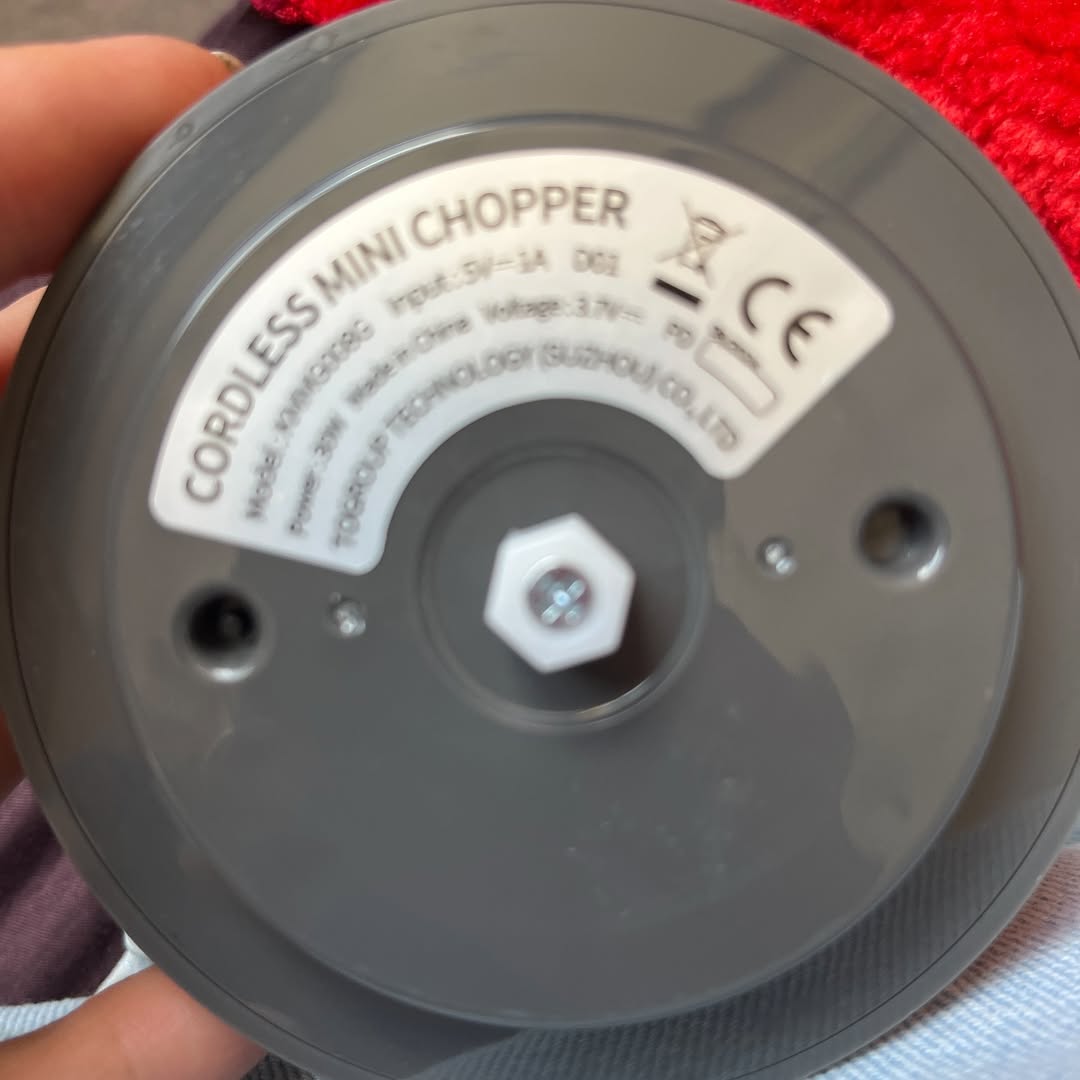 CORDLESS MINI CHOPPER
Input:5V⎓1A D01
Power:30W Made in China Voltage:3.7V⎓
TOGROUP TECHNOLOGY (SUZHOU) CO.,LTD
CE